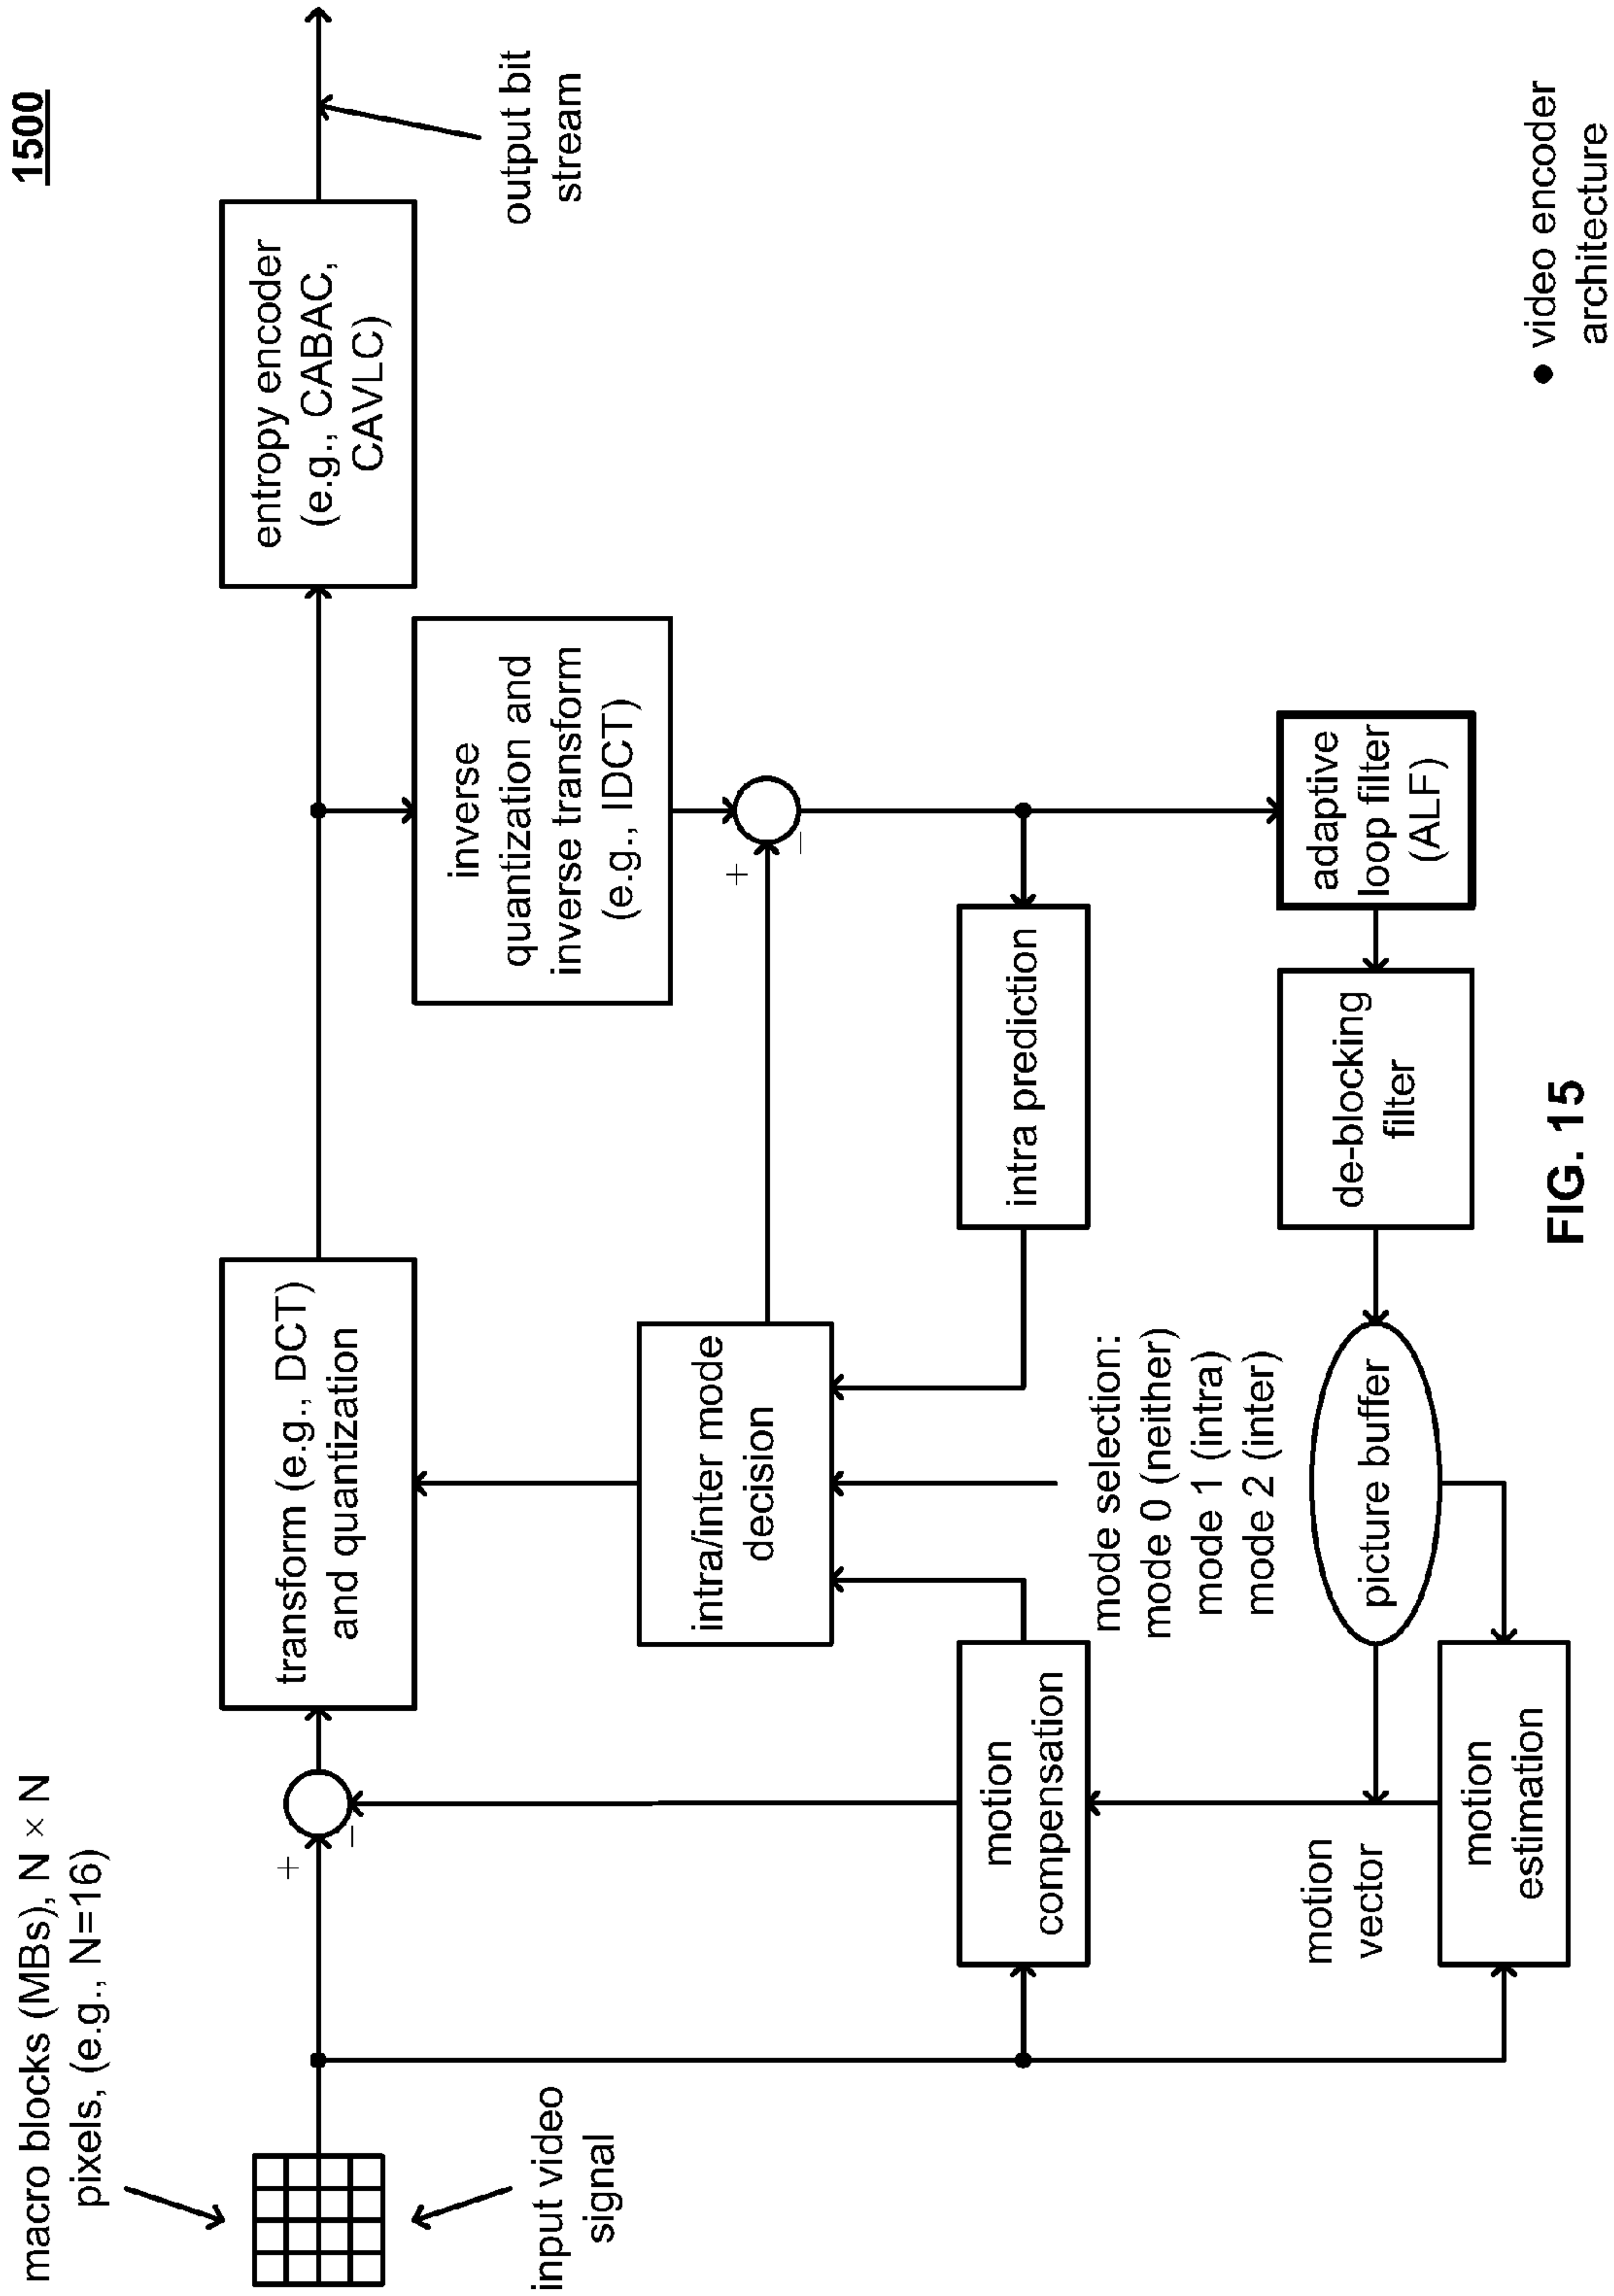 1500
macro blocks (MBs), N × N
pixels, (e.g., N=16)
input video
signal
+
−
transform (e.g., DCT)
and quantization
entropy encoder
(e.g., CABAC,
CAVLC)
output bit
stream
inverse
quantization and
inverse transform
(e.g., IDCT)
intra/inter mode
decision
+
−
motion
compensation
intra prediction
mode selection:
mode 0 (neither)
mode 1 (intra)
mode 2 (inter)
motion
vector
picture buffer
de-blocking
filter
adaptive
loop filter
(ALF)
motion
estimation
● video encoder
architecture
FIG. 15